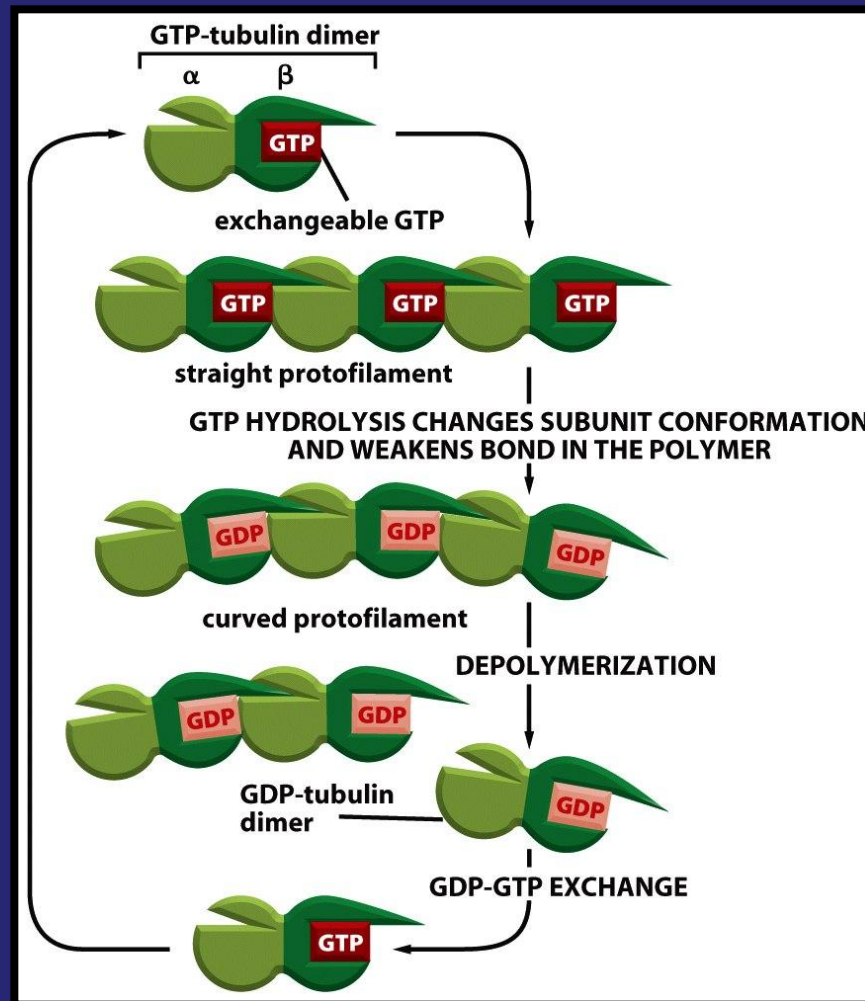 GTP-tubulin dimer
α β
GTP
exchangeable GTP
GTP GTP GTP
straight protofilament
GTP HYDROLYSIS CHANGES SUBUNIT CONFORMATION
AND WEAKENS BOND IN THE POLYMER
GDP GDP GDP
curved protofilament
DEPOLYMERIZATION
GDP GDP
GDP-tubulin
dimer
GDP
GDP-GTP EXCHANGE
GTP